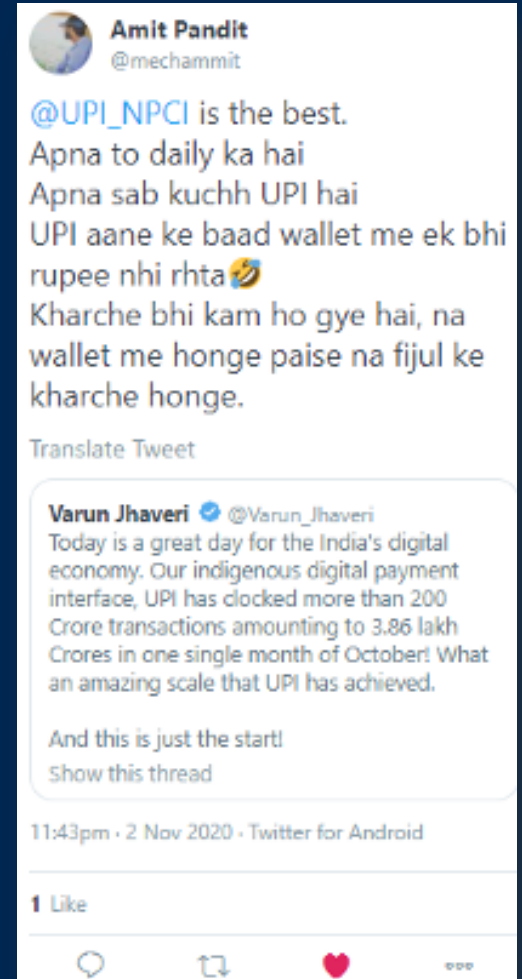 Amit Pandit
@mechammit
@UPI_NPCI is the best.
Apna to daily ka hai
Apna sab kuchh UPI hai
UPI aane ke baad wallet me ek bhi
rupee nhi rhta🤣
Kharche bhi kam ho gye hai, na
wallet me honge paise na fijul ke
kharche honge.
Translate Tweet
Varun Jhaveri @Varun_Jhaveri
Today is a great day for the India's digital
economy. Our indigenous digital payment
interface, UPI has clocked more than 200
Crore transactions amounting to 3.86 lakh
Crores in one single month of October! What
an amazing scale that UPI has achieved.
And this is just the start!
Show this thread
11:43pm · 2 Nov 2020 · Twitter for Android
1 Like